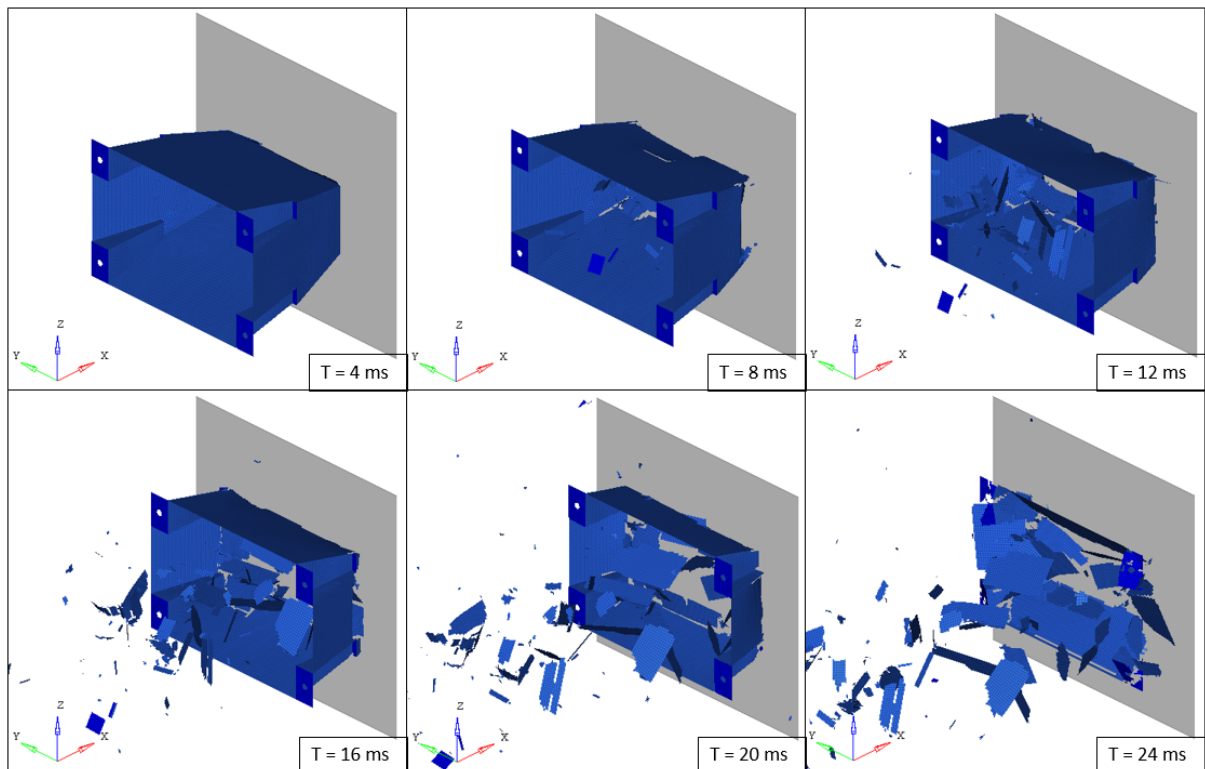 Z
Y
X
T = 4 ms
Z
Y
X
T = 8 ms
Z
Y
X
T = 12 ms
Z
Y
X
T = 16 ms
Z
Y
X
T = 20 ms
Z
Y
X
T = 24 ms